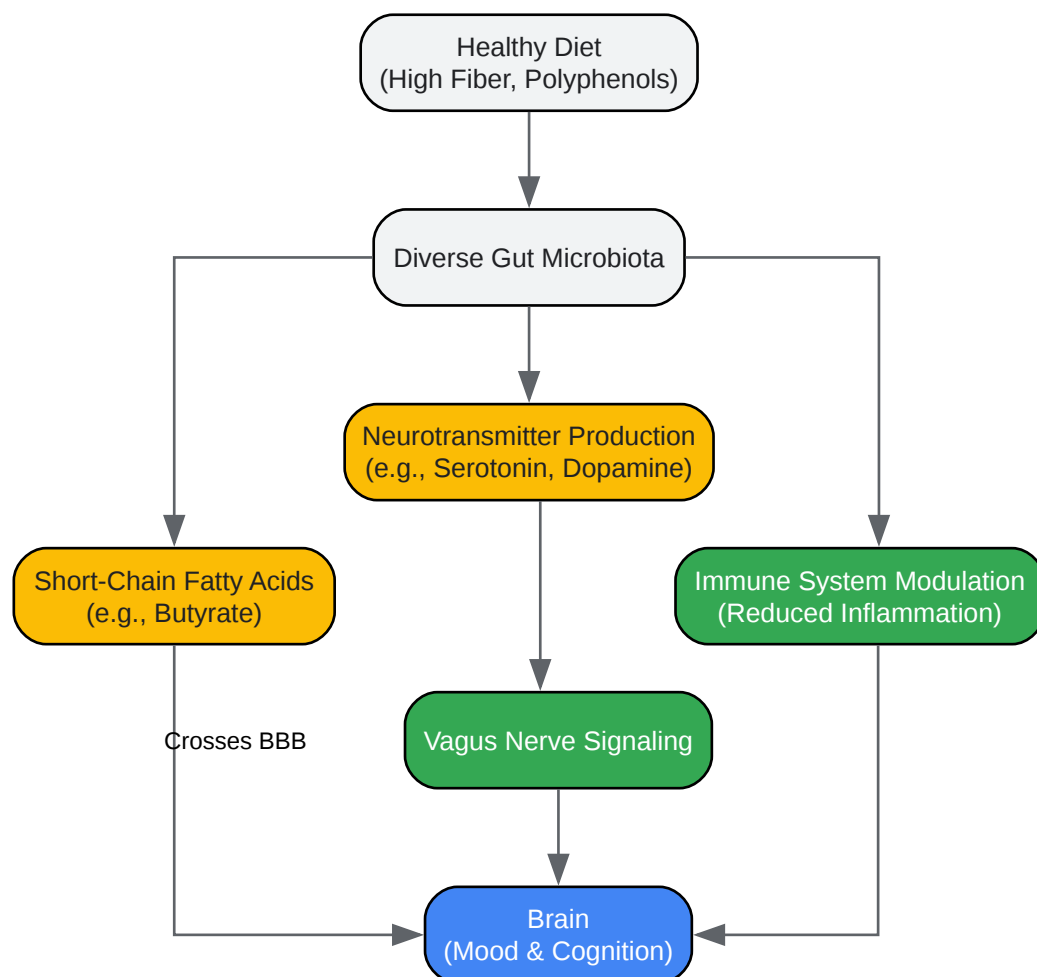 Healthy Diet
(High Fiber, Polyphenols)
Diverse Gut Microbiota
Neurotransmitter Production
(e.g., Serotonin, Dopamine)
Short-Chain Fatty Acids
(e.g., Butyrate)
Immune System Modulation
(Reduced Inflammation)
Crosses BBB
Vagus Nerve Signaling
Brain
(Mood & Cognition)